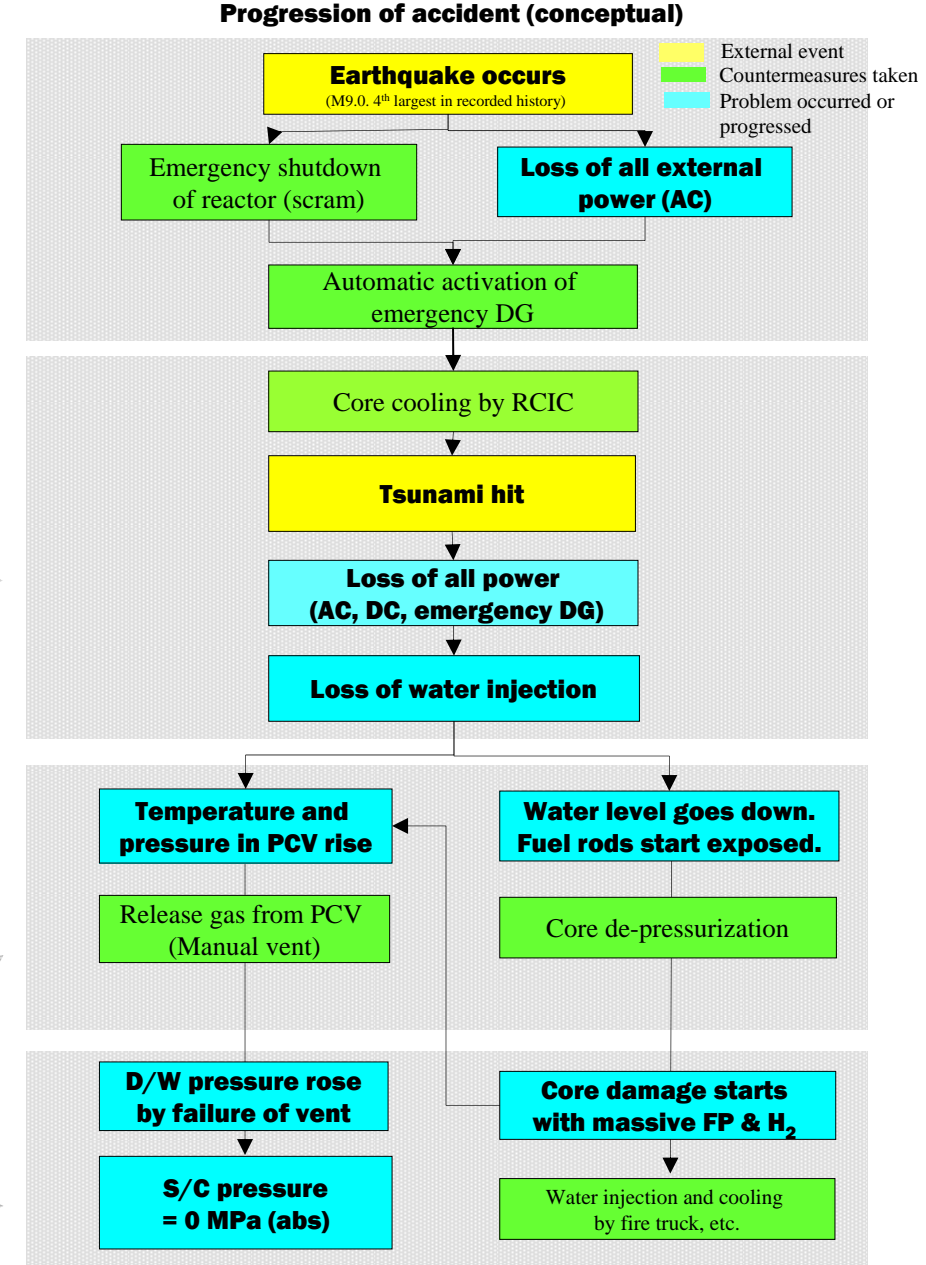 Progression of accident (conceptual)
External event
Countermeasures taken
Problem occurred or
progressed
Earthquake occurs
(M9.0. 4th largest in recorded history)
Emergency shutdown
of reactor (scram)
Loss of all external
power (AC)
Automatic activation of
emergency DG
Core cooling by RCIC
Tsunami hit
Loss of all power
(AC, DC, emergency DG)
Loss of water injection
Temperature and
pressure in PCV rise
Water level goes down.
Fuel rods start exposed.
Release gas from PCV
(Manual vent)
Core de-pressurization
D/W pressure rose
by failure of vent
Core damage starts
with massive FP & H2
S/C pressure
= 0 MPa (abs)
Water injection and cooling
by fire truck, etc.